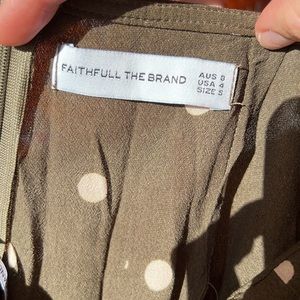 FAITHFULL THE BRAND
AUS 8
USA 4
SIZE S